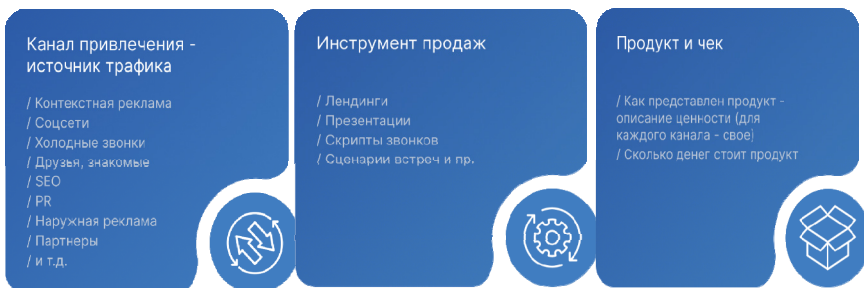 Канал привлечения -
источник трафика
/ Контекстная реклама
/ Соцсети
/ Холодные звонки
/ Друзья, знакомые
/ SEO
/ PR
/ Наружная реклама
/ Партнеры
/ и т.д.
Инструмент продаж
/ Лендинги
/ Презентации
/ Скрипты звонков
/ Сценарии встреч и пр.
Продукт и чек
/ Как представлен продукт -
описание ценности (для
каждого канала - свое)
/ Сколько денег стоит продукт